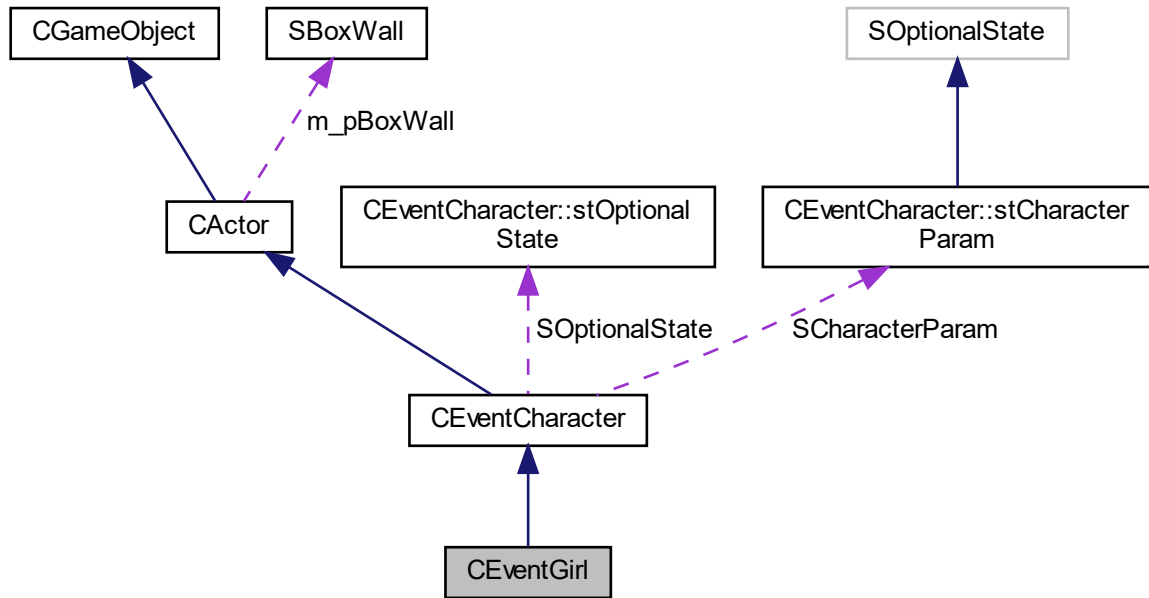 CGameObject
SBoxWall
SOptionalState
m_pBoxWall
CActor
CEventCharacter::stOptional
State
CEventCharacter::stCharacter
Param
SOptionalState
SCharacterParam
CEventCharacter
CEventGirl